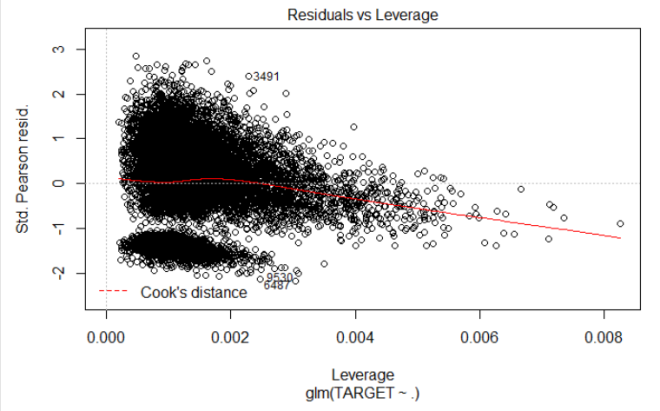 Residuals vs Leverage
Std. Pearson resid.
3
2
1
0
-1
-2
3491
9530
6487
Cook's distance
0.000 0.002 0.004 0.006 0.008
Leverage
glm(TARGET ~ .)